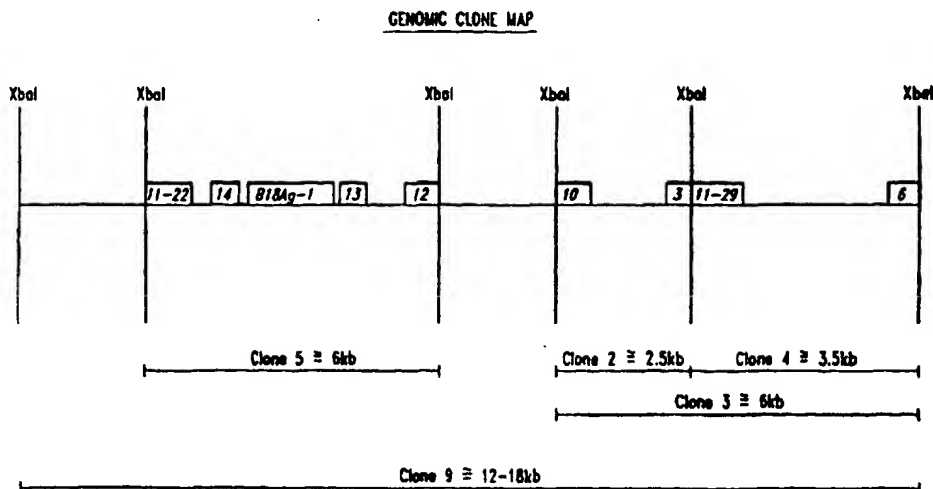 GENOMIC CLONE MAP
XbaI XbaI XbaI XbaI XbaI XbaI
11-22 14 B18Ag-1 13 12 10 3 11-29 6
Clone 5 ≅ 6kb Clone 2 ≅ 2.5kb Clone 4 ≅ 3.5kb
Clone 3 ≅ 6kb
Clone 9 ≅ 12-18kb